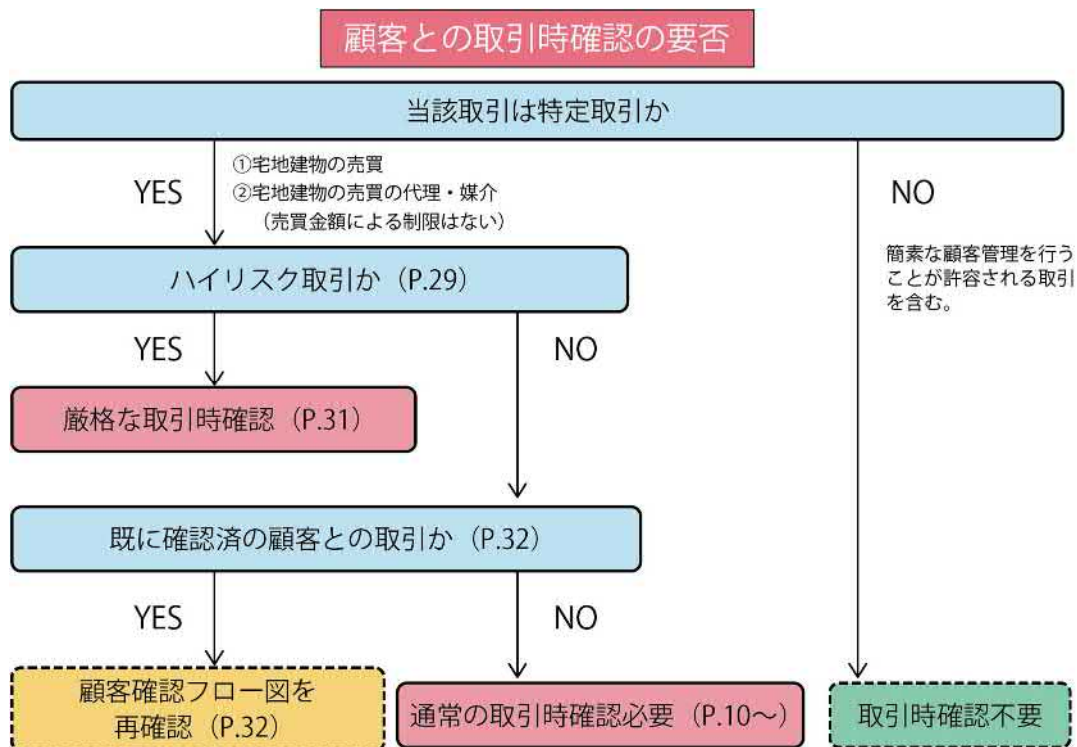 顧客との取引時確認の要否
当該取引は特定取引か
YES
①宅地建物の売買
②宅地建物の売買の代理・媒介
（売買金額による制限はない）
NO
簡素な顧客管理を行う
ことが許容される取引
を含む。
ハイリスク取引か（P.29）
YES
NO
厳格な取引時確認（P.31）
既に確認済の顧客との取引か（P.32）
YES
NO
顧客確認フロー図を
再確認（P.32）
通常の取引時確認必要（P.10～）
取引時確認不要